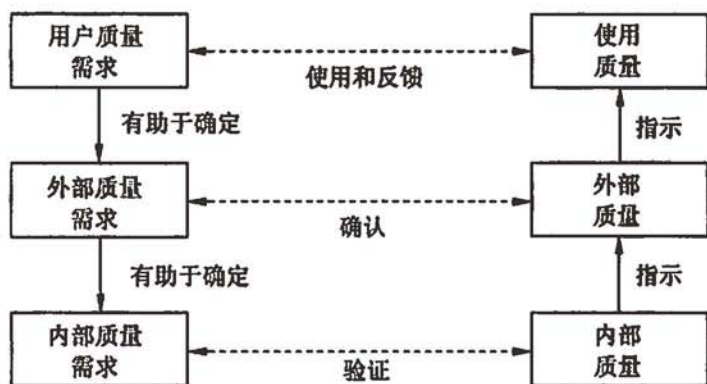 用户质量
需求
使用
质量
使用和反馈
有助于确定
指示
外部质量
需求
外部
质量
确认
有助于确定
指示
内部质量
需求
内部
质量
验证